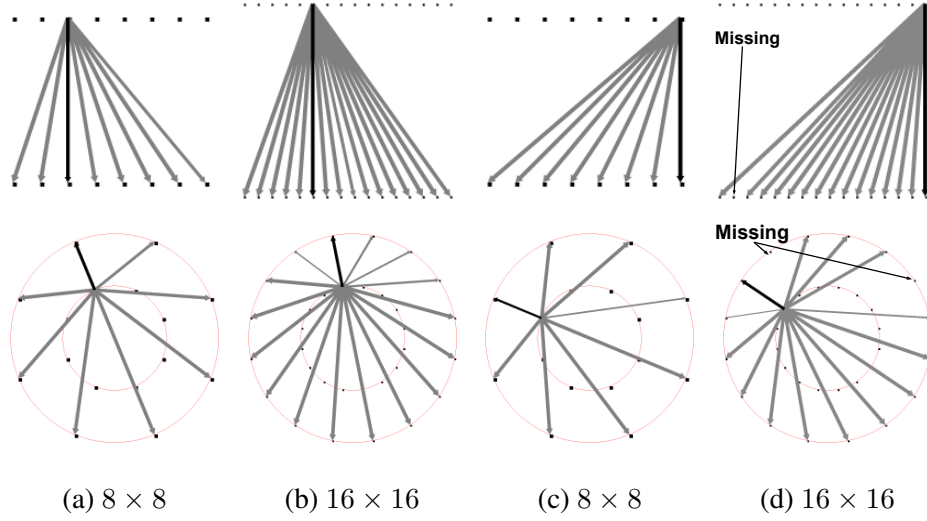 Missing
Missing
(a) 8 × 8
(b) 16 × 16
(c) 8 × 8
(d) 16 × 16